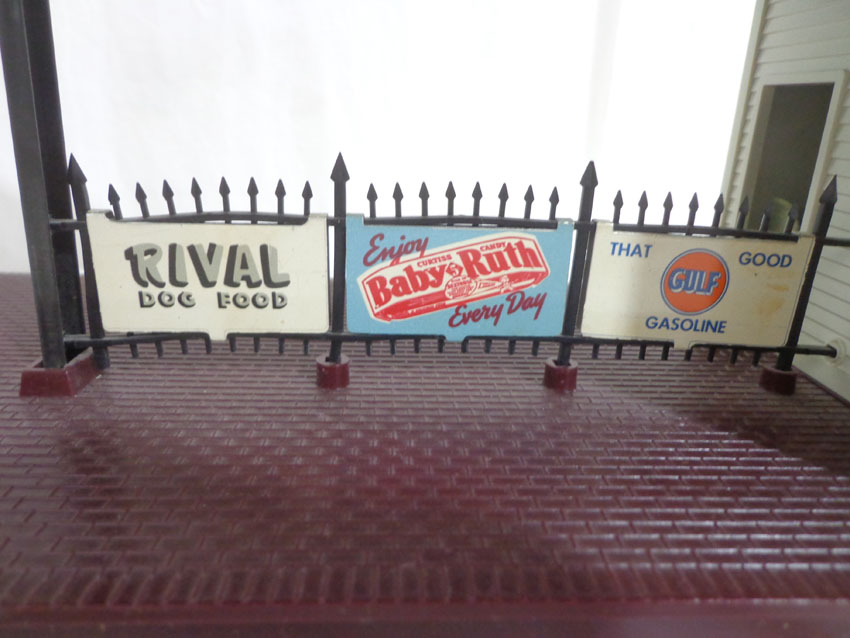 RIVAL
DOG FOOD
Enjoy
CURTISS CANDY
Baby Ruth
Every Day
THAT GOOD
GULF
GASOLINE